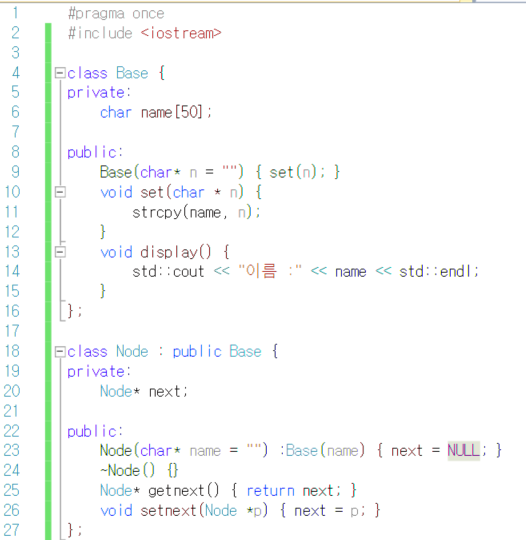 1 #pragma once
2 #include <iostream>
3
4 class Base {
5 private:
6 char name[50];
7
8 public:
9 Base(char* n = "") { set(n); }
10 void set(char * n) {
11 strcpy(name, n);
12 }
13 void display() {
14 std::cout << "이름 :" << name << std::endl;
15 }
16 };
17
18 class Node : public Base {
19 private:
20 Node* next;
21
22 public:
23 Node(char* name = "") :Base(name) { next = NULL; }
24 ~Node() {}
25 Node* getnext() { return next; }
26 void setnext(Node *p) { next = p; }
27 };